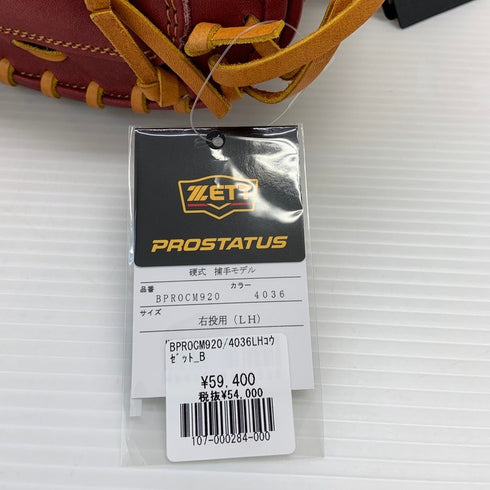 ZETT
PROSTATUS
硬式 捕手モデル
品番 カラー
BPROCM920 4036
サイズ
右投用(LH)
BPROCM920/4036LHｺｳ
ｾﾞｯﾄ_B
¥59,400
税抜¥54,000
107-000284-000